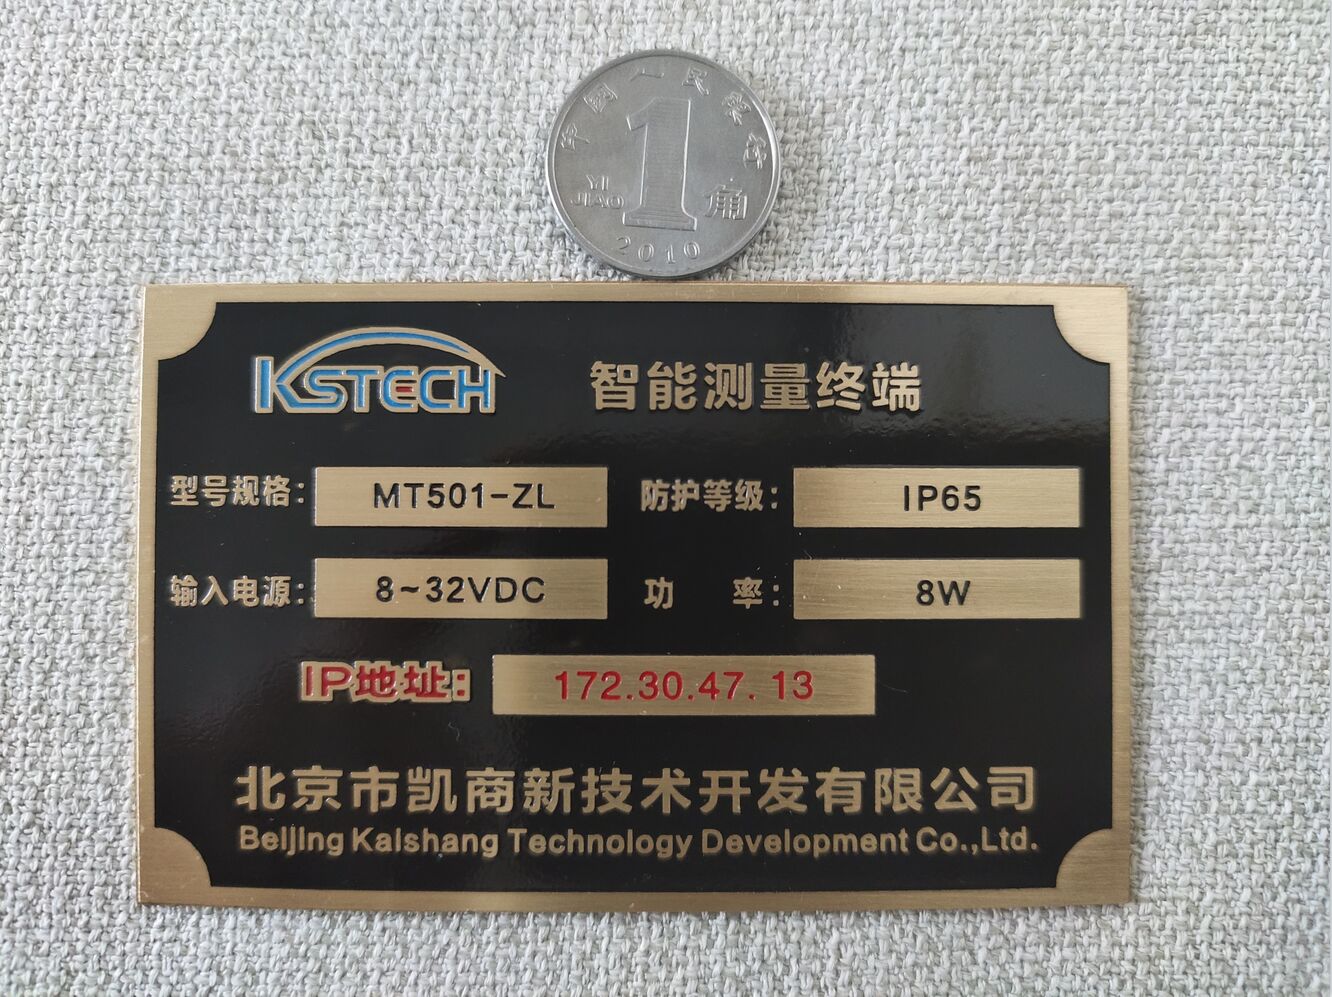 中国人民银行
YI
JIAO
1
角
2010
KSTECH
智能测量终端
型号规格: MT501-ZL 防护等级: IP65
输入电源: 8~32VDC 功 率: 8W
IP地址: 172.30.47.13
北京市凯商新技术开发有限公司
Beijing Kaishang Technology Development Co.,Ltd.